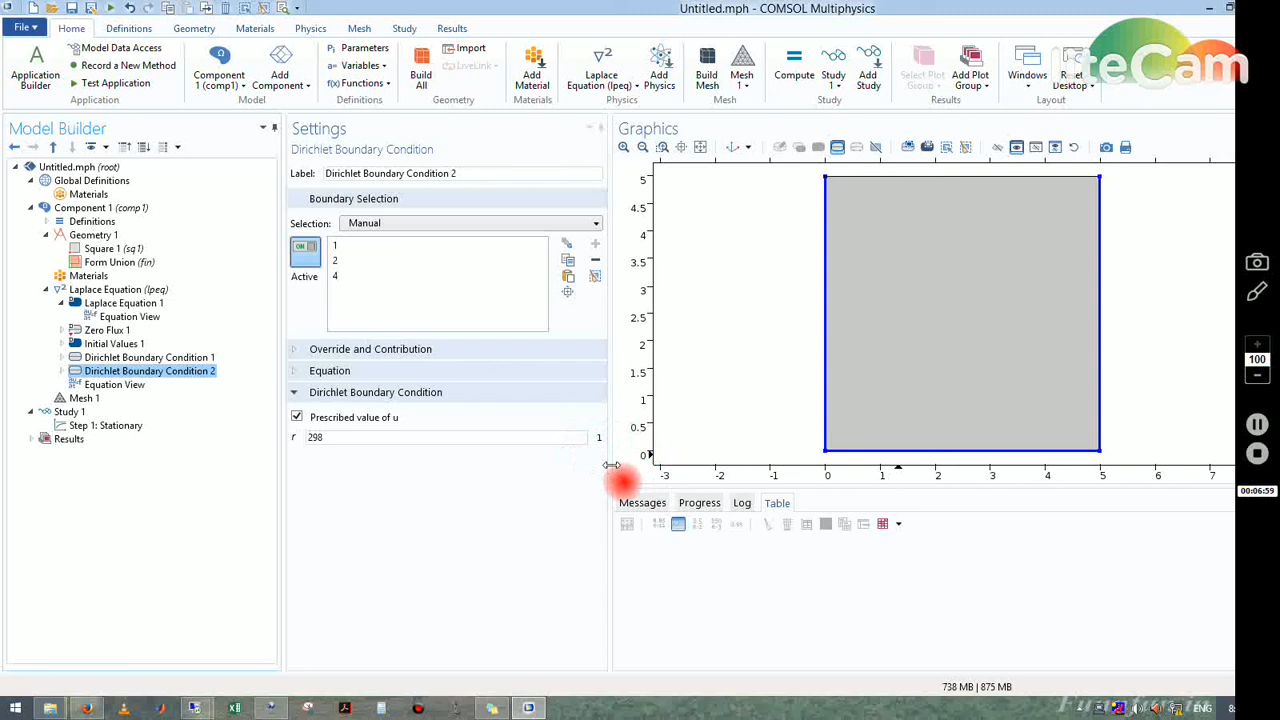 Untitled.mph - COMSOL Multiphysics
File
Home
Definitions
Geometry
Materials
Physics
Mesh
Study
Results
Application Builder
Model Data Access
Record a New Method
Test Application
Application
Component 1 (comp1)
Add Component
Model
Parameters
Variables
Functions
Definitions
Build All
Import
LiveLink
Geometry
Add Material
Materials
Laplace Equation (lpeq)
Add Physics
Physics
Build Mesh
Mesh 1
Mesh
Compute
Study 1
Add Study
Study
Select Plot Group
Add Plot Group
Results
Windows
Reset Desktop
Layout
iteCam
Model Builder
Untitled.mph (root)
Global Definitions
Materials
Component 1 (comp1)
Definitions
Geometry 1
Square 1 (sq1)
Form Union (fin)
Materials
Laplace Equation (lpeq)
Laplace Equation 1
Equation View
Zero Flux 1
Initial Values 1
Dirichlet Boundary Condition 1
Dirichlet Boundary Condition 2
Equation View
Mesh 1
Study 1
Step 1: Stationary
Results
Settings
Dirichlet Boundary Condition
Label: Dirichlet Boundary Condition 2
Boundary Selection
Selection: Manual
ON
Active
1
2
4
Override and Contribution
Equation
Dirichlet Boundary Condition
Prescribed value of u
r 298 1
Graphics
5
4.5
4
3.5
3
2.5
2
1.5
1
0.5
0
-3 -2 -1 0 1 2 3 4 5 6 7
Messages Progress Log Table
100
00:06:59
738 MB | 875 MB
ENG